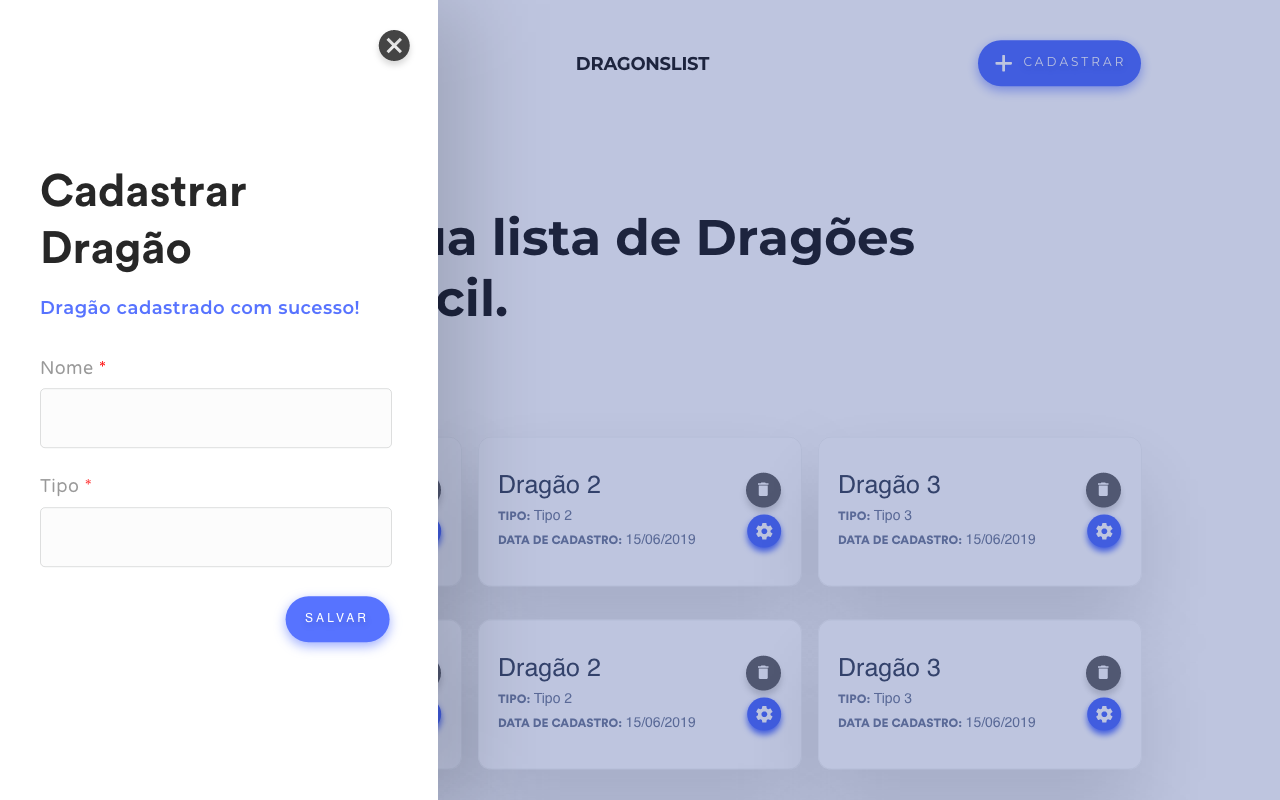 Cadastrar
Dragão
Dragão cadastrado com sucesso!
Nome *
Tipo *
SALVAR
DRAGONSLIST
CADASTRAR
lista de Dragões
Dragão 2
TIPO: Tipo 2
DATA DE CADASTRO: 15/06/2019
Dragão 3
TIPO: Tipo 3
DATA DE CADASTRO: 15/06/2019
Dragão 2
TIPO: Tipo 2
DATA DE CADASTRO: 15/06/2019
Dragão 3
TIPO: Tipo 3
DATA DE CADASTRO: 15/06/2019